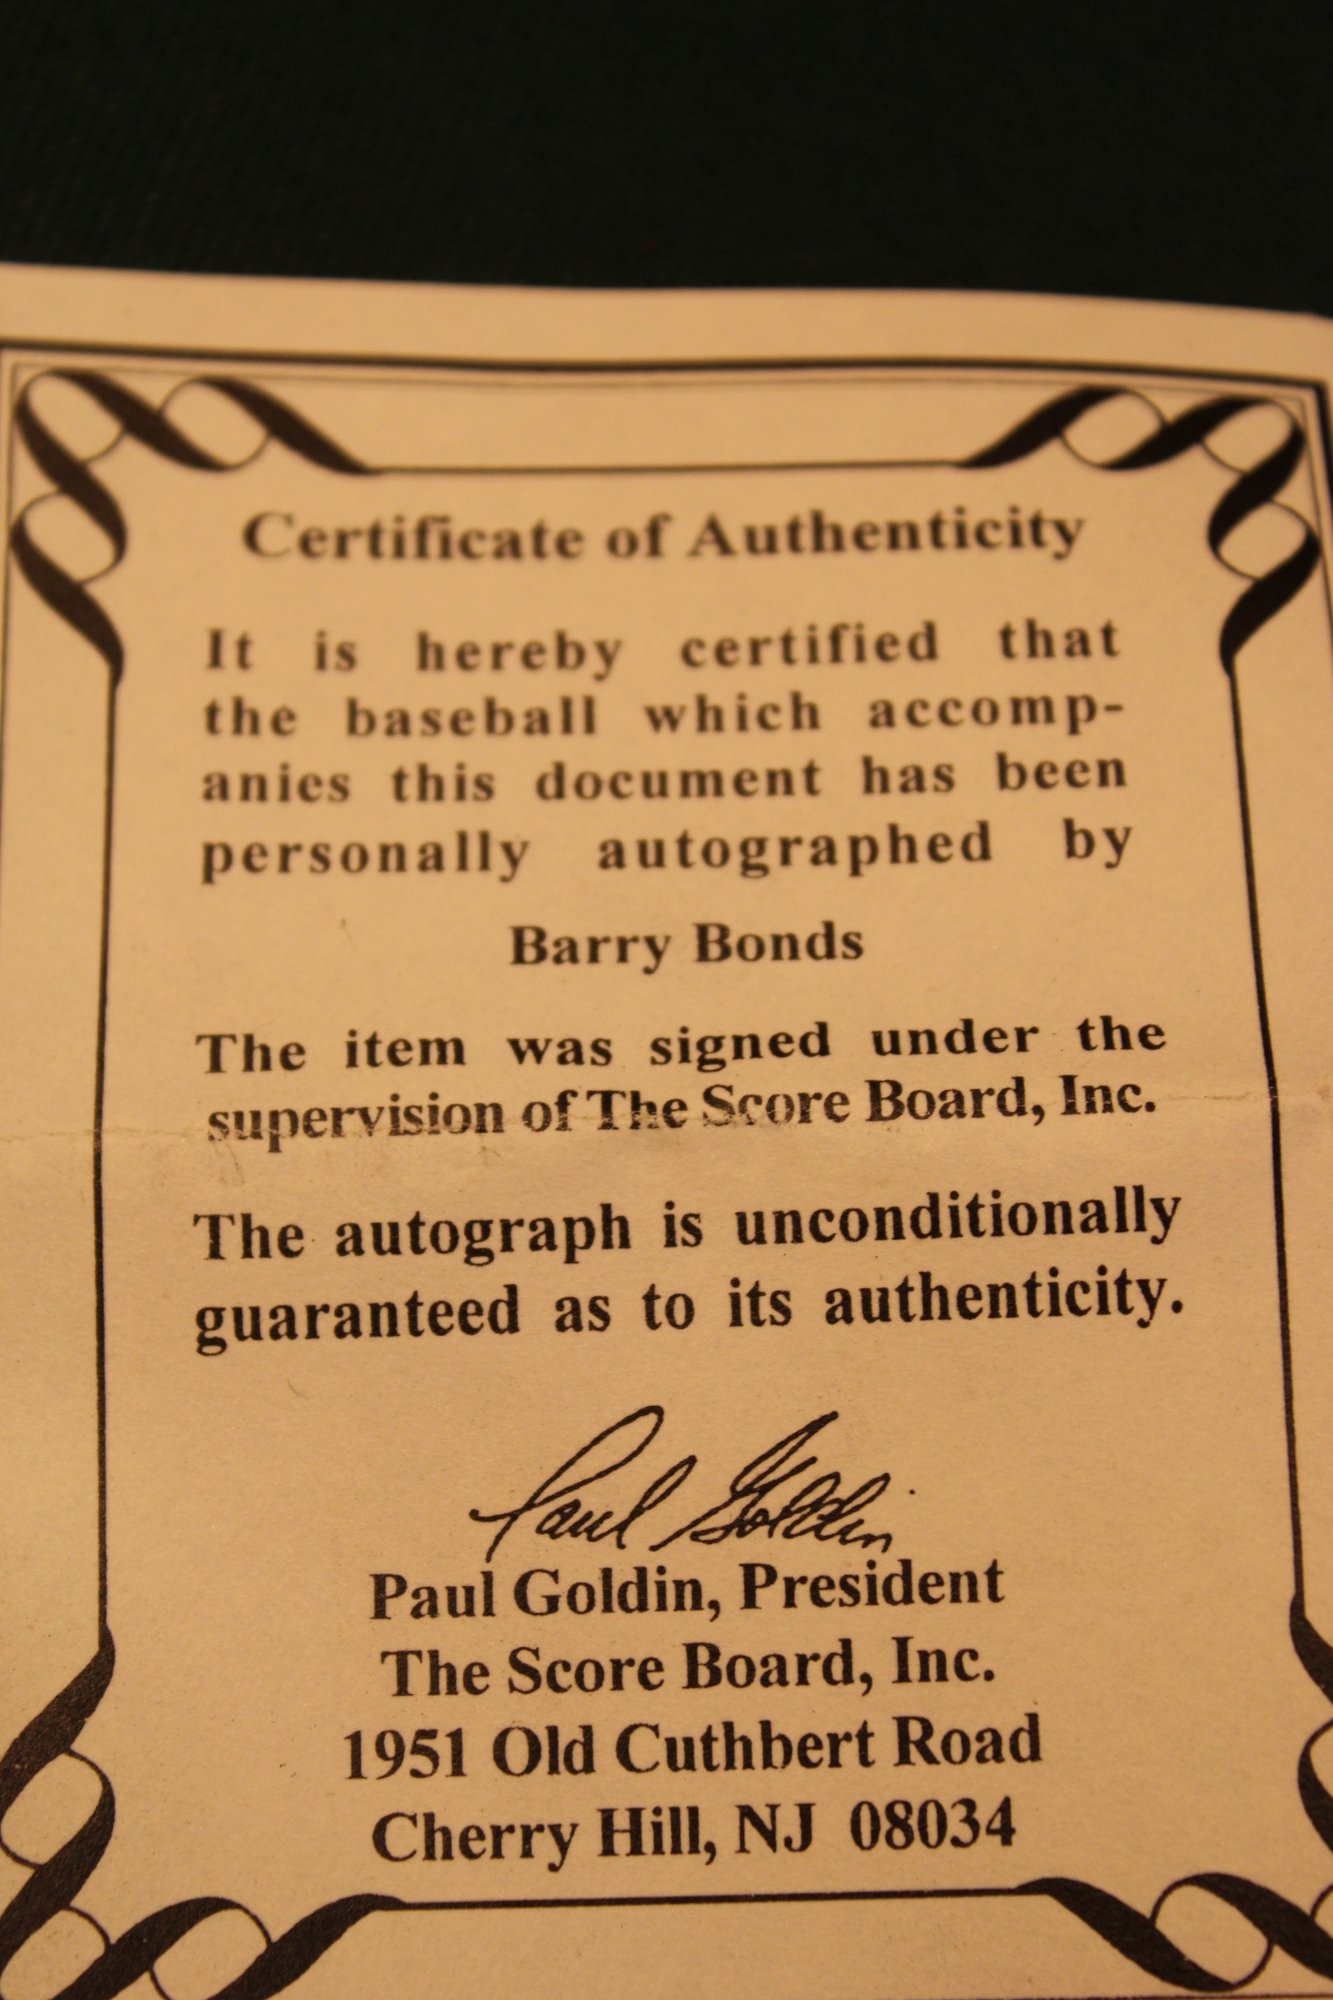 Certificate of Authenticity
It is hereby certified that
the baseball which accomp-
anies this document has been
personally autographed by
Barry Bonds
The item was signed under the
supervision of The Score Board, Inc.
The autograph is unconditionally
guaranteed as to its authenticity.
Paul Goldin
Paul Goldin, President
The Score Board, Inc.
1951 Old Cuthbert Road
Cherry Hill, NJ 08034